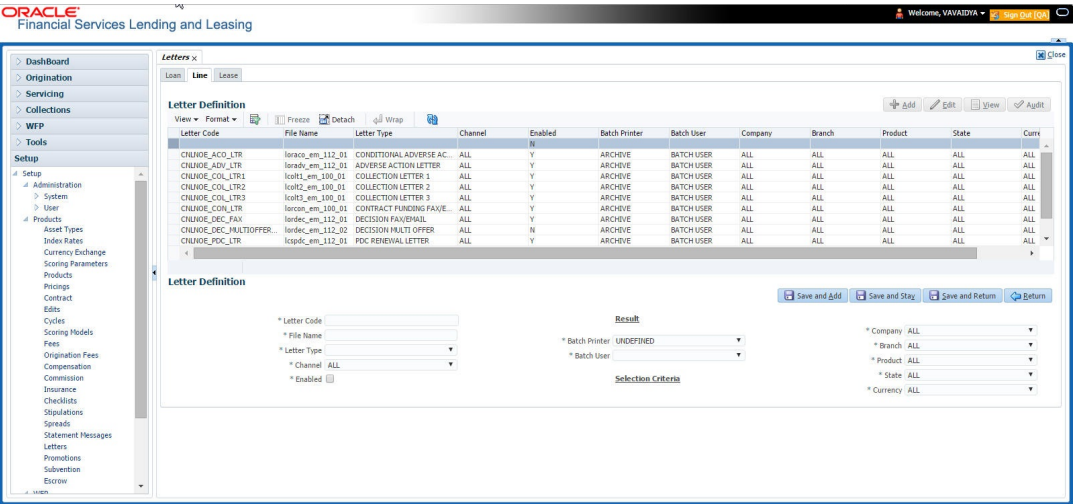 ORACLE
Financial Services Lending and Leasing
Welcome, VAVAIDYA
Sign Out [QA]
Close
DashBoard
Origination
Servicing
Collections
WFP
Tools
Setup
Setup
Administration
System
User
Products
Asset Types
Index Rates
Currency Exchange
Scoring Parameters
Products
Pricings
Contract
Edits
Cycles
Scoring Models
Fees
Origination Fees
Compensation
Commission
Insurance
Checklists
Stipulations
Spreads
Statement Messages
Letters
Promotions
Subvention
Escrow
WFP
Letters x
Loan Line Lease
Letter Definition
Add Edit View Audit
View Format Freeze Detach Wrap
Letter Code File Name Letter Type Channel Enabled Batch Printer Batch User Company Branch Product State Curre
N
CNLNOE_ACO_LTR loraco_em_112_01 CONDITIONAL ADVERSE AC... ALL Y ARCHIVE BATCH USER ALL ALL ALL ALL ALL
CNLNOE_ADV_LTR loradv_em_112_01 ADVERSE ACTION LETTER ALL Y ARCHIVE BATCH USER ALL ALL ALL ALL ALL
CNLNOE_COL_LTR1 lcolt1_em_100_01 COLLECTION LETTER 1 ALL Y ARCHIVE BATCH USER ALL ALL ALL ALL ALL
CNLNOE_COL_LTR2 lcolt2_em_100_01 COLLECTION LETTER 2 ALL Y ARCHIVE BATCH USER ALL ALL ALL ALL ALL
CNLNOE_COL_LTR3 lcolt3_em_100_01 COLLECTION LETTER 3 ALL Y ARCHIVE BATCH USER ALL ALL ALL ALL ALL
CNLNOE_CON_LTR lorcon_em_100_01 CONTRACT FUNDING FAX/E... ALL Y ARCHIVE BATCH USER ALL ALL ALL ALL ALL
CNLNOE_DEC_FAX lordec_em_112_01 DECISION FAX/EMAIL ALL Y ARCHIVE BATCH USER ALL ALL ALL ALL ALL
CNLNOE_DEC_MULTIOFFER... lordec_em_112_02 DECISION MULTI OFFER ALL N ARCHIVE BATCH USER ALL ALL ALL ALL ALL
CNLNOE_PDC_LTR lcspdc_em_112_01 PDC RENEWAL LETTER ALL Y ARCHIVE BATCH USER ALL ALL ALL ALL ALL
Letter Definition
Save and Add Save and Stay Save and Return Return
* Letter Code
* File Name
* Letter Type
* Channel ALL
* Enabled
Result
* Batch Printer UNDEFINED
* Batch User
Selection Criteria
* Company ALL
* Branch ALL
* Product ALL
* State ALL
* Currency ALL